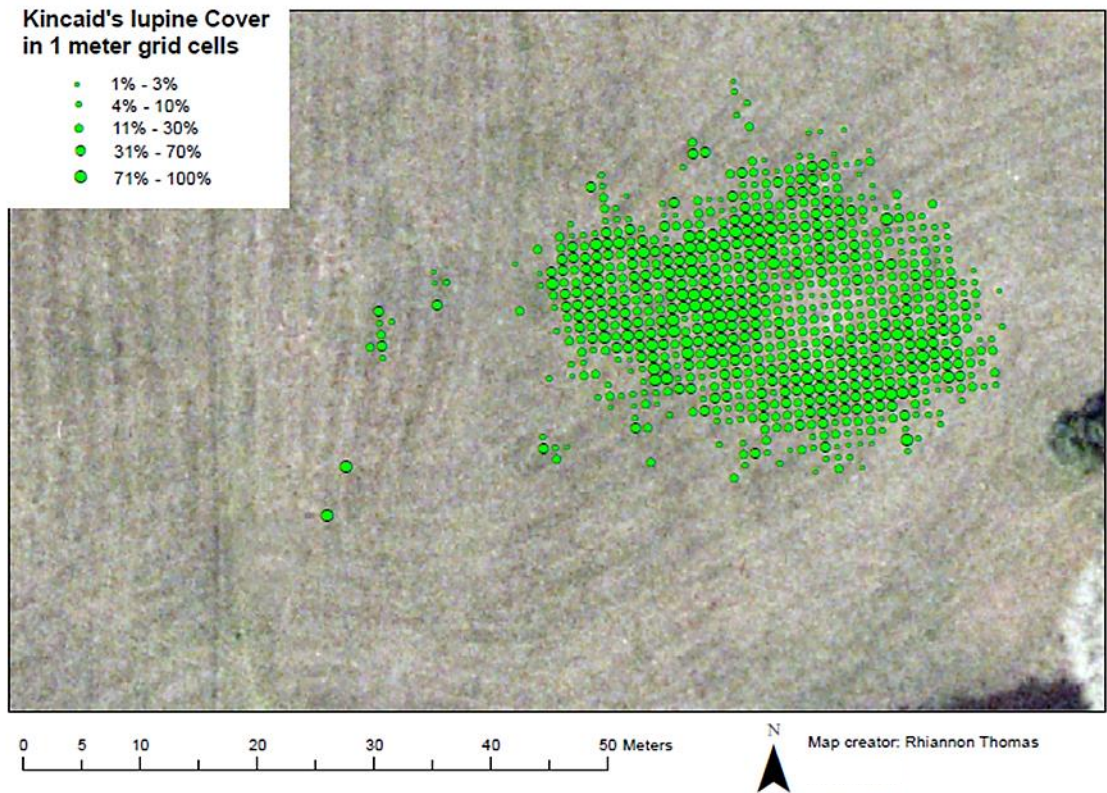 Kincaid's lupine Cover
in 1 meter grid cells
1% - 3%
4% - 10%
11% - 30%
31% - 70%
71% - 100%
0 5 10 20 30 40 50 Meters
N
Map creator: Rhiannon Thomas